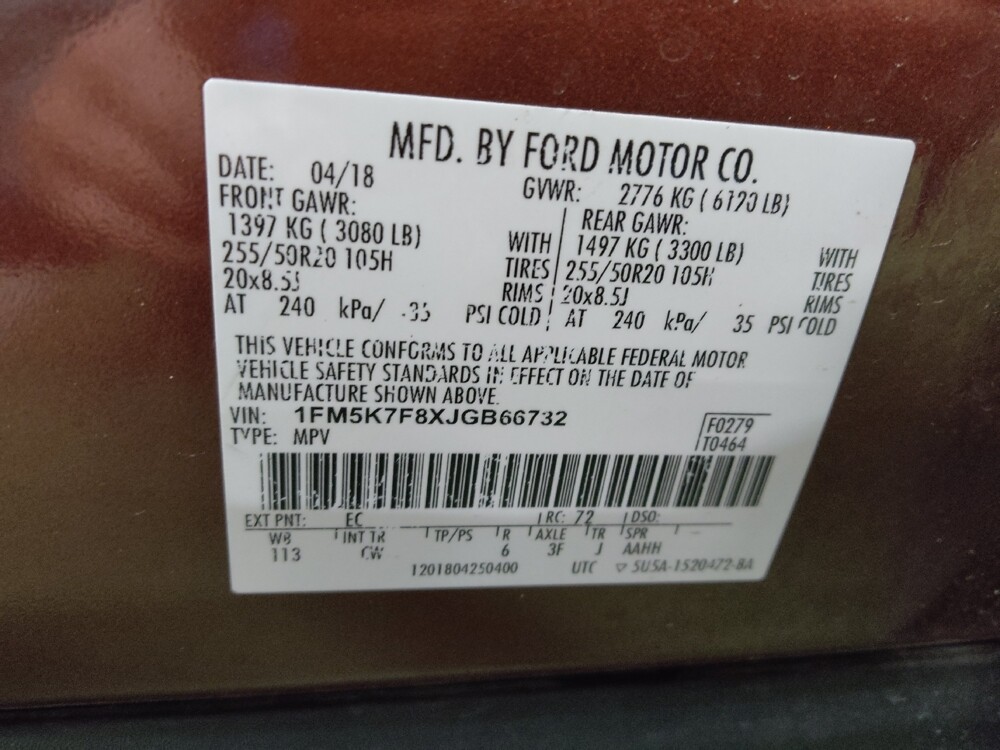 MFD. BY FORD MOTOR CO.
DATE: 04/18 GVWR: 2776 KG ( 6120 LB)
FRONT GAWR: REAR GAWR:
1397 KG ( 3080 LB) WITH 1497 KG ( 3300 LB) WITH
255/50R20 105H TIRES 255/50R20 105H TIRES
20x8.5J RIMS 20x8.5J RIMS
AT 240 kPa/ 35 PSI COLD AT 240 kPa/ 35 PSI COLD
THIS VEHICLE CONFORMS TO ALL APPLICABLE FEDERAL MOTOR
VEHICLE SAFETY STANDARDS IN EFFECT ON THE DATE OF
MANUFACTURE SHOWN ABOVE.
VIN: 1FM5K7F8XJGB66732 F0279
TYPE: MPV T0464
EXT PNT: EC RC: 72 DSO:
WB INT TR TP/PS R AXLE TR SPR
113 CW 6 3F J AAHH
1201804250400 UTC ▽ 5U5A-1520472-BA